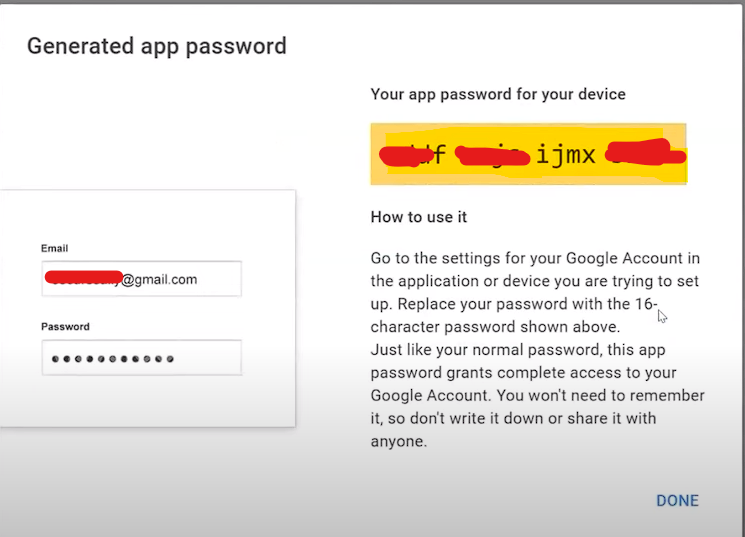 Generated app password
Your app password for your device
ijmx
Email
@gmail.com
Password
How to use it
Go to the settings for your Google Account in
the application or device you are trying to set
up. Replace your password with the 16-
character password shown above.
Just like your normal password, this app
password grants complete access to your
Google Account. You won't need to remember
it, so don't write it down or share it with
anyone.
DONE